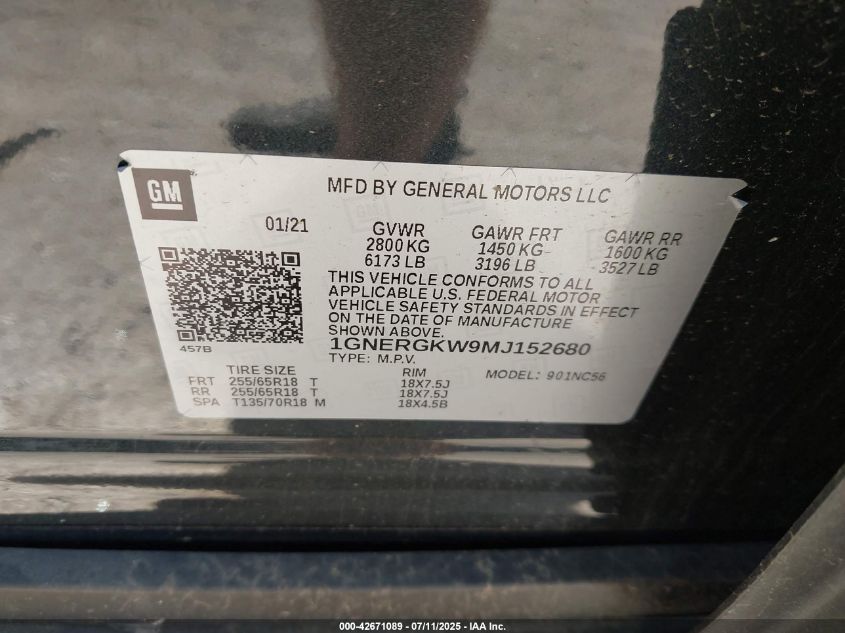 GM
MFD BY GENERAL MOTORS LLC
01/21
GVWR
2800 KG
6173 LB
GAWR FRT
1450 KG
3196 LB
GAWR RR
1600 KG
3527 LB
THIS VEHICLE CONFORMS TO ALL
APPLICABLE U.S. FEDERAL MOTOR
VEHICLE SAFETY STANDARDS IN EFFECT
ON THE DATE OF MANUFACTURE
SHOWN ABOVE.
457B
1GNERGKW9MJ152680
TYPE: M.P.V.
MODEL: 901NC56
TIRE SIZE RIM
FRT 255/65R18 T 18X7.5J
RR 255/65R18 T 18X7.5J
SPA T135/70R18 M 18X4.5B
000-42671089 - 07/11/2025 - IAA Inc.